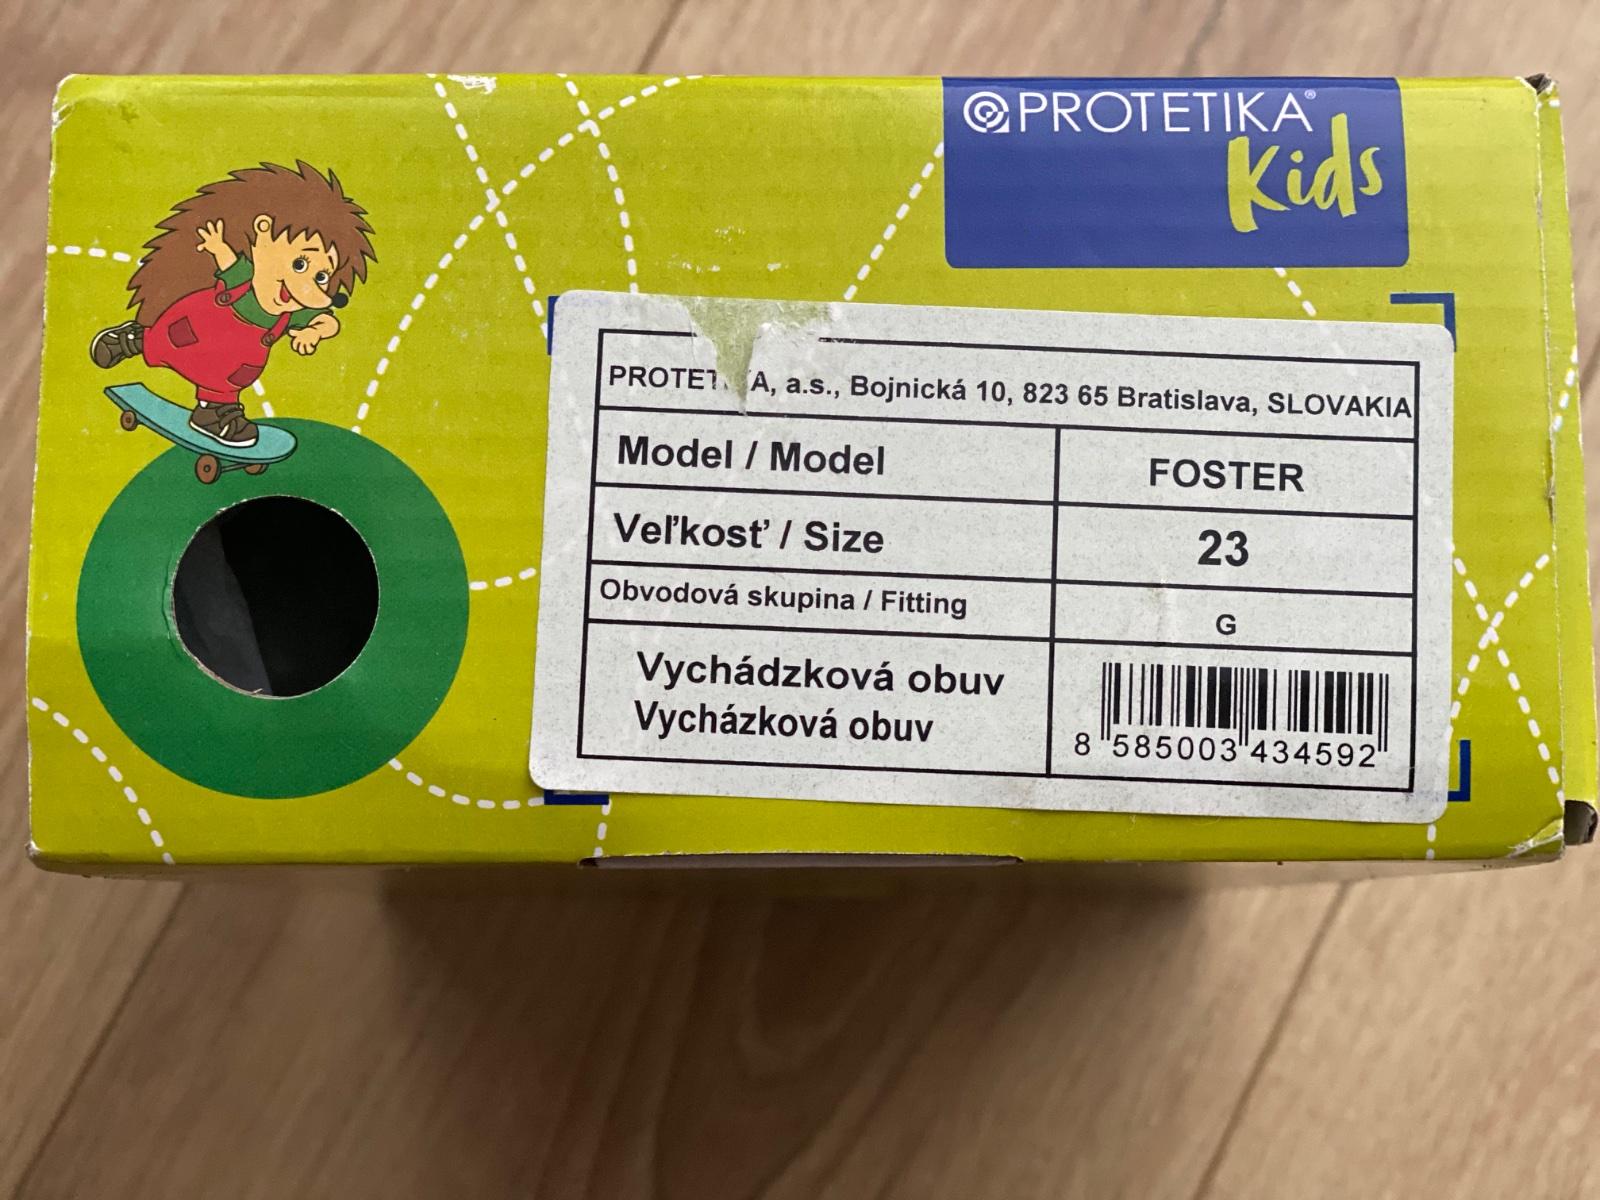 PROTETIKA®
Kids
PROTET A, a.s., Bojnická 10, 823 65 Bratislava, SLOVAKIA
Model / Model FOSTER
Veľkosť / Size 23
Obvodová skupina / Fitting G
Vychádzková obuv
Vycházková obuv
8 585003 434592